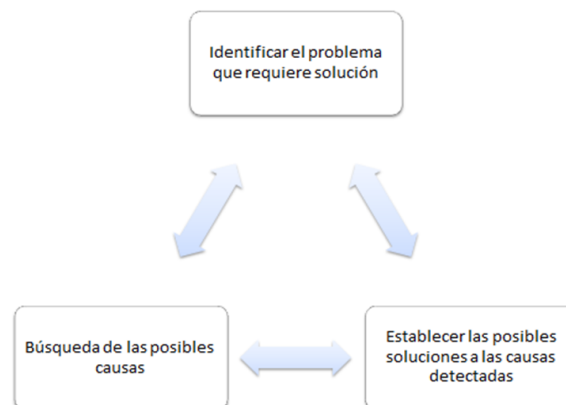 Identificar el problema
que requiere solución
Búsqueda de las posibles
causas
Establecer las posibles
soluciones a las causas
detectadas